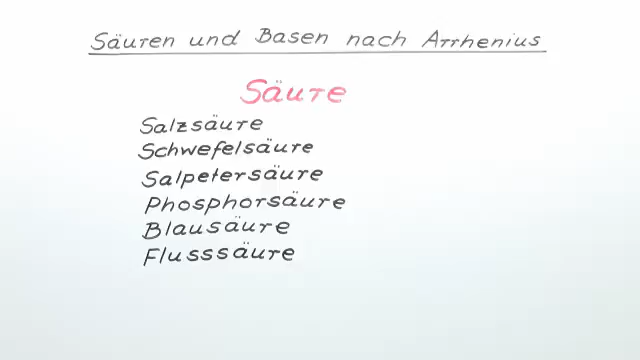 Säuren und Basen nach Arrhenius
Säure
Salzsäure
Schwefelsäure
Salpetersäure
Phosphorsäure
Blausäure
Flusssäure